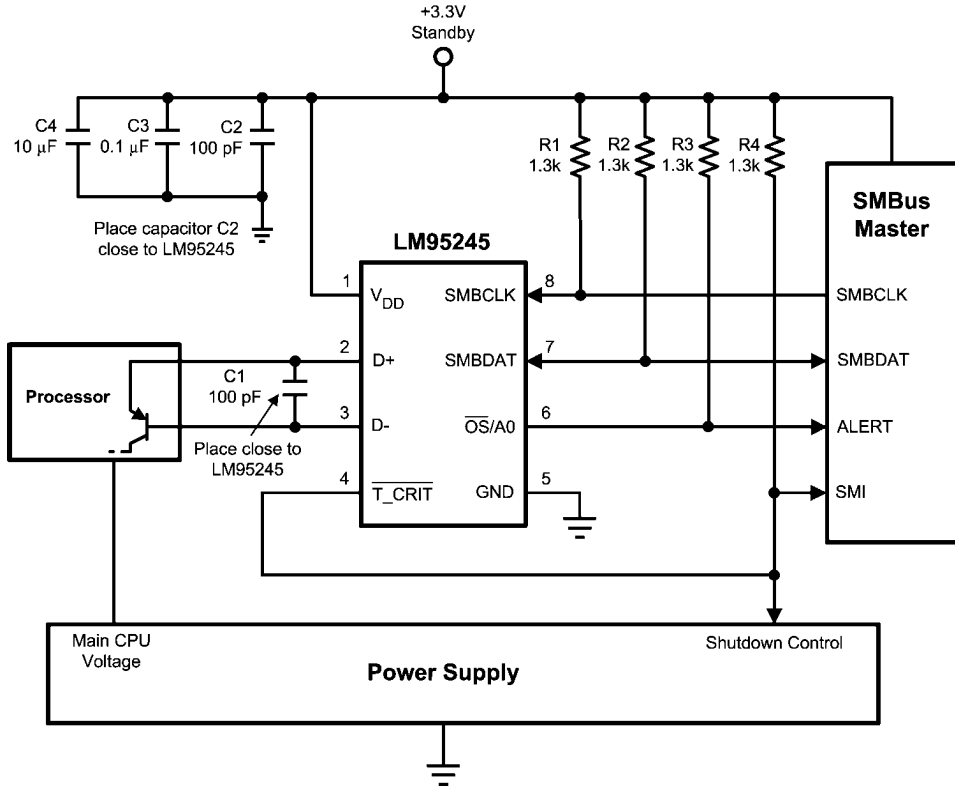 +3.3V
Standby
C4
10 μF
C3
0.1 μF
C2
100 pF
R1
1.3k
R2
1.3k
R3
1.3k
R4
1.3k
Place capacitor C2
close to LM95245
LM95245
SMBus
Master
1
VDD
SMBCLK
8
SMBCLK
2
D+
SMBDAT
7
SMBDAT
Processor
C1
100 pF
3
D-
OS/A0
6
ALERT
Place close to
LM95245
4
T_CRIT
GND
5
SMI
Main CPU
Voltage
Shutdown Control
Power Supply